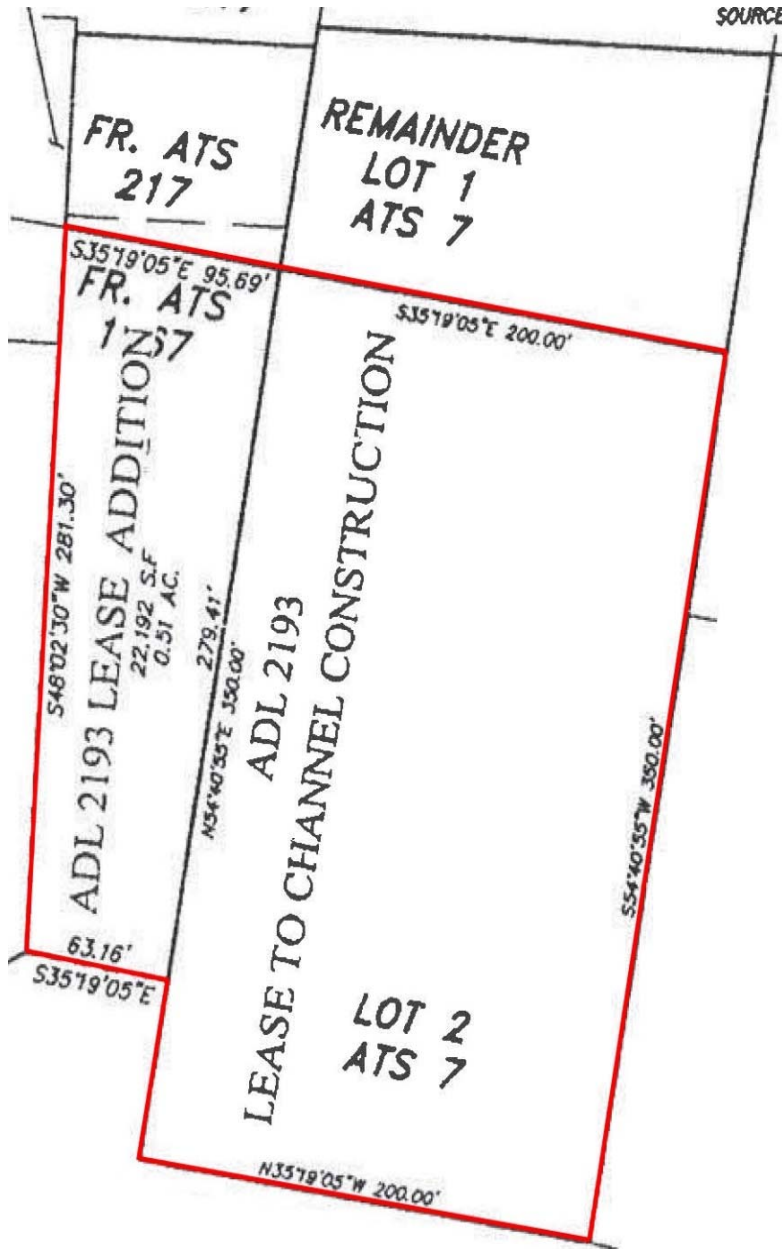 SOURCE
FR. ATS
217
REMAINDER
LOT 1
ATS 7
S35°19'05"E 95.69'
FR. ATS
S35°19'05"E 200.00'
ADL 2193 LEASE ADDITION
22,192 S.F
0.51 AC.
S48°02'30"W 281.30'
279.41'
N54°40'55"E 350.00'
ADL 2193
LEASE TO CHANNEL CONSTRUCTION
S54°40'55"W 350.00'
63.16'
S35°19'05"E
LOT 2
ATS 7
N35°19'05"W 200.00'